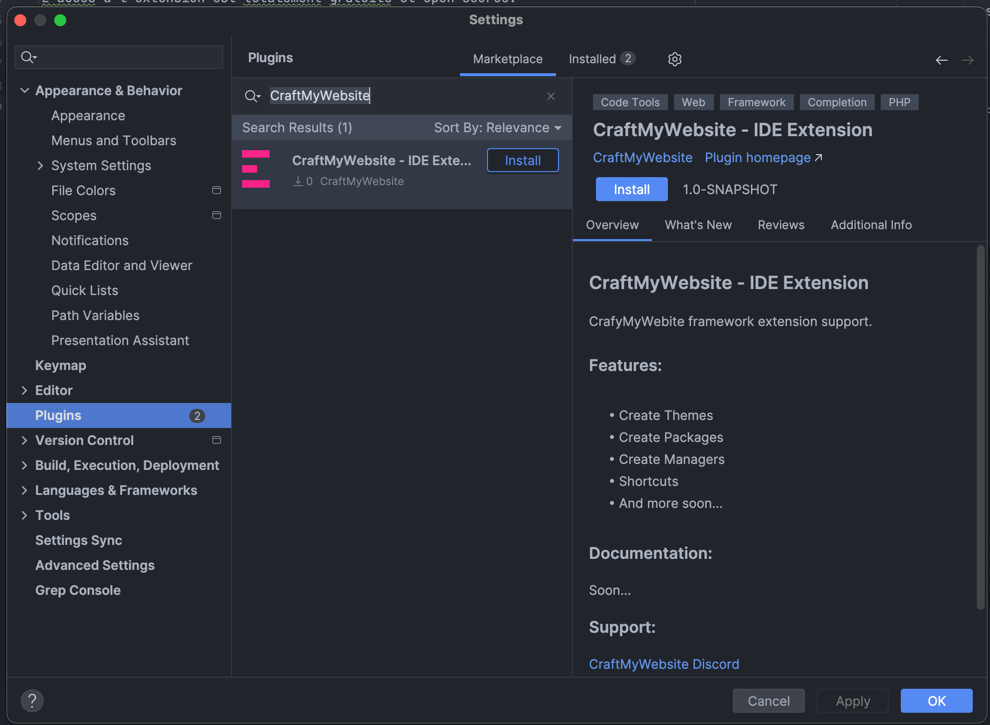 Settings
Appearance & Behavior
Appearance
Menus and Toolbars
System Settings
File Colors
Scopes
Notifications
Data Editor and Viewer
Quick Lists
Path Variables
Presentation Assistant
Keymap
Editor
Plugins 2
Version Control
Build, Execution, Deployment
Languages & Frameworks
Tools
Settings Sync
Advanced Settings
Grep Console
Plugins
Marketplace
Installed 2
CraftMyWebsite
Search Results (1) Sort By: Relevance
CraftMyWebsite - IDE Exte... Install
0 CraftMyWebsite
Code Tools Web Framework Completion PHP
CraftMyWebsite - IDE Extension
CraftMyWebsite Plugin homepage
Install 1.0-SNAPSHOT
Overview What's New Reviews Additional Info
CraftMyWebsite - IDE Extension
CrafyMyWebite framework extension support.
Features:
• Create Themes
• Create Packages
• Create Managers
• Shortcuts
• And more soon...
Documentation:
Soon...
Support:
CraftMyWebsite Discord
? Cancel Apply OK